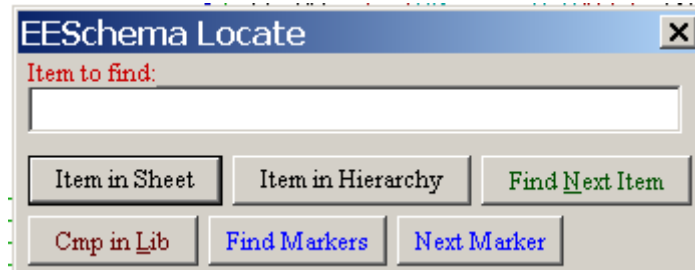 EESchema Locate
Item to find:
Item in Sheet Item in Hierarchy Find Next Item
Cmp in Lib Find Markers Next Marker